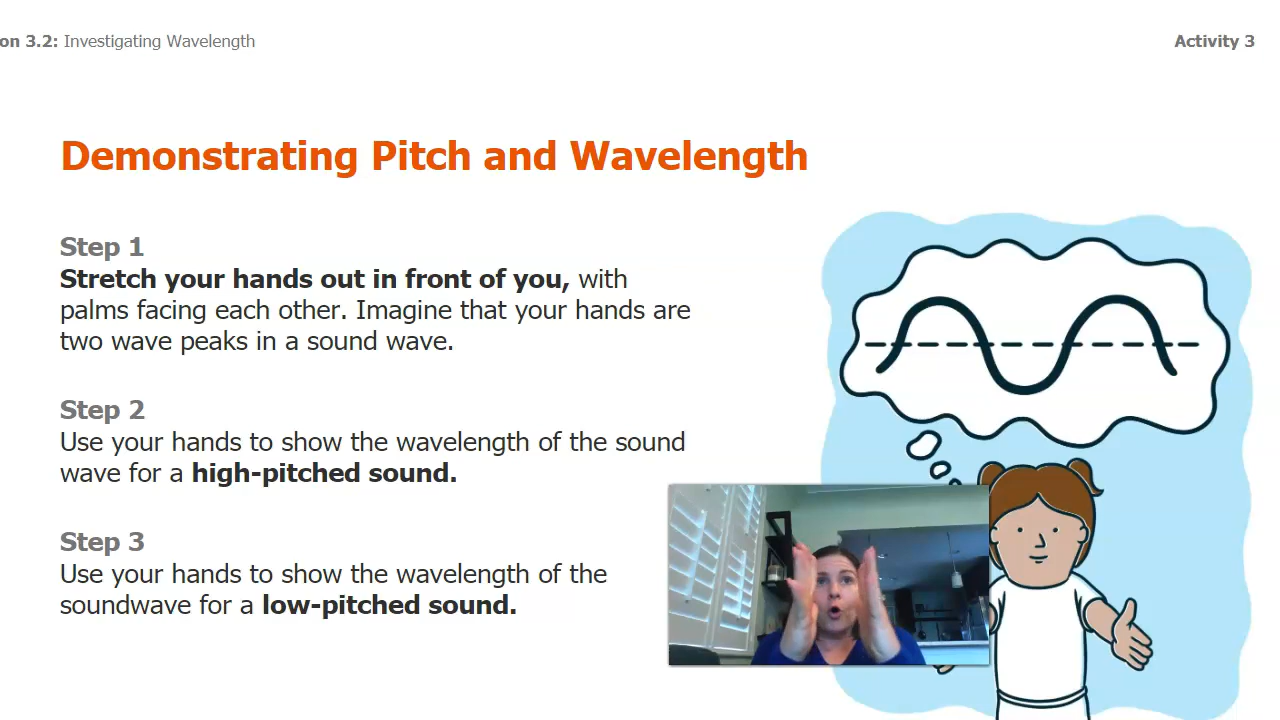 on 3.2: Investigating Wavelength
Activity 3
Demonstrating Pitch and Wavelength
Step 1
Stretch your hands out in front of you, with
palms facing each other. Imagine that your hands are
two wave peaks in a sound wave.
Step 2
Use your hands to show the wavelength of the sound
wave for a high-pitched sound.
Step 3
Use your hands to show the wavelength of the
soundwave for a low-pitched sound.